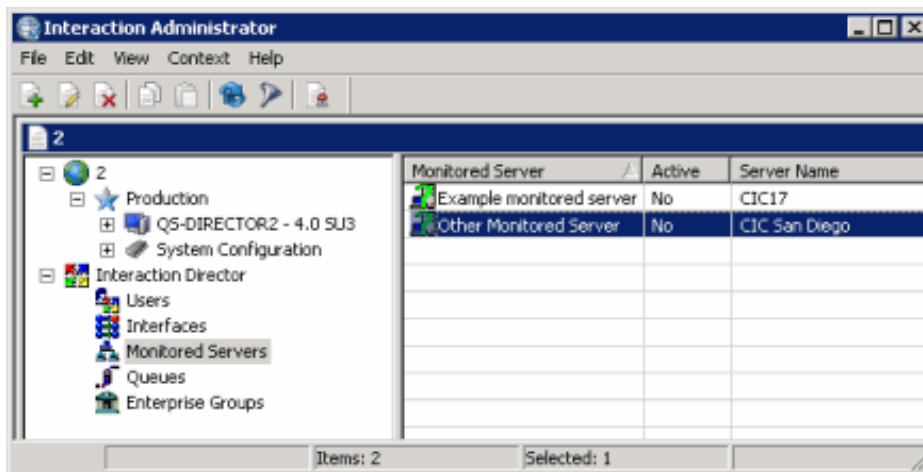 Interaction Administrator
File Edit View Context Help
2
2
Production
QS-DIRECTOR2 - 4.0 SU3
System Configuration
Interaction Director
Users
Interfaces
Monitored Servers
Queues
Enterprise Groups
Monitored Server Active Server Name
Example monitored server No CIC17
Other Monitored Server No CIC San Diego
Items: 2 Selected: 1